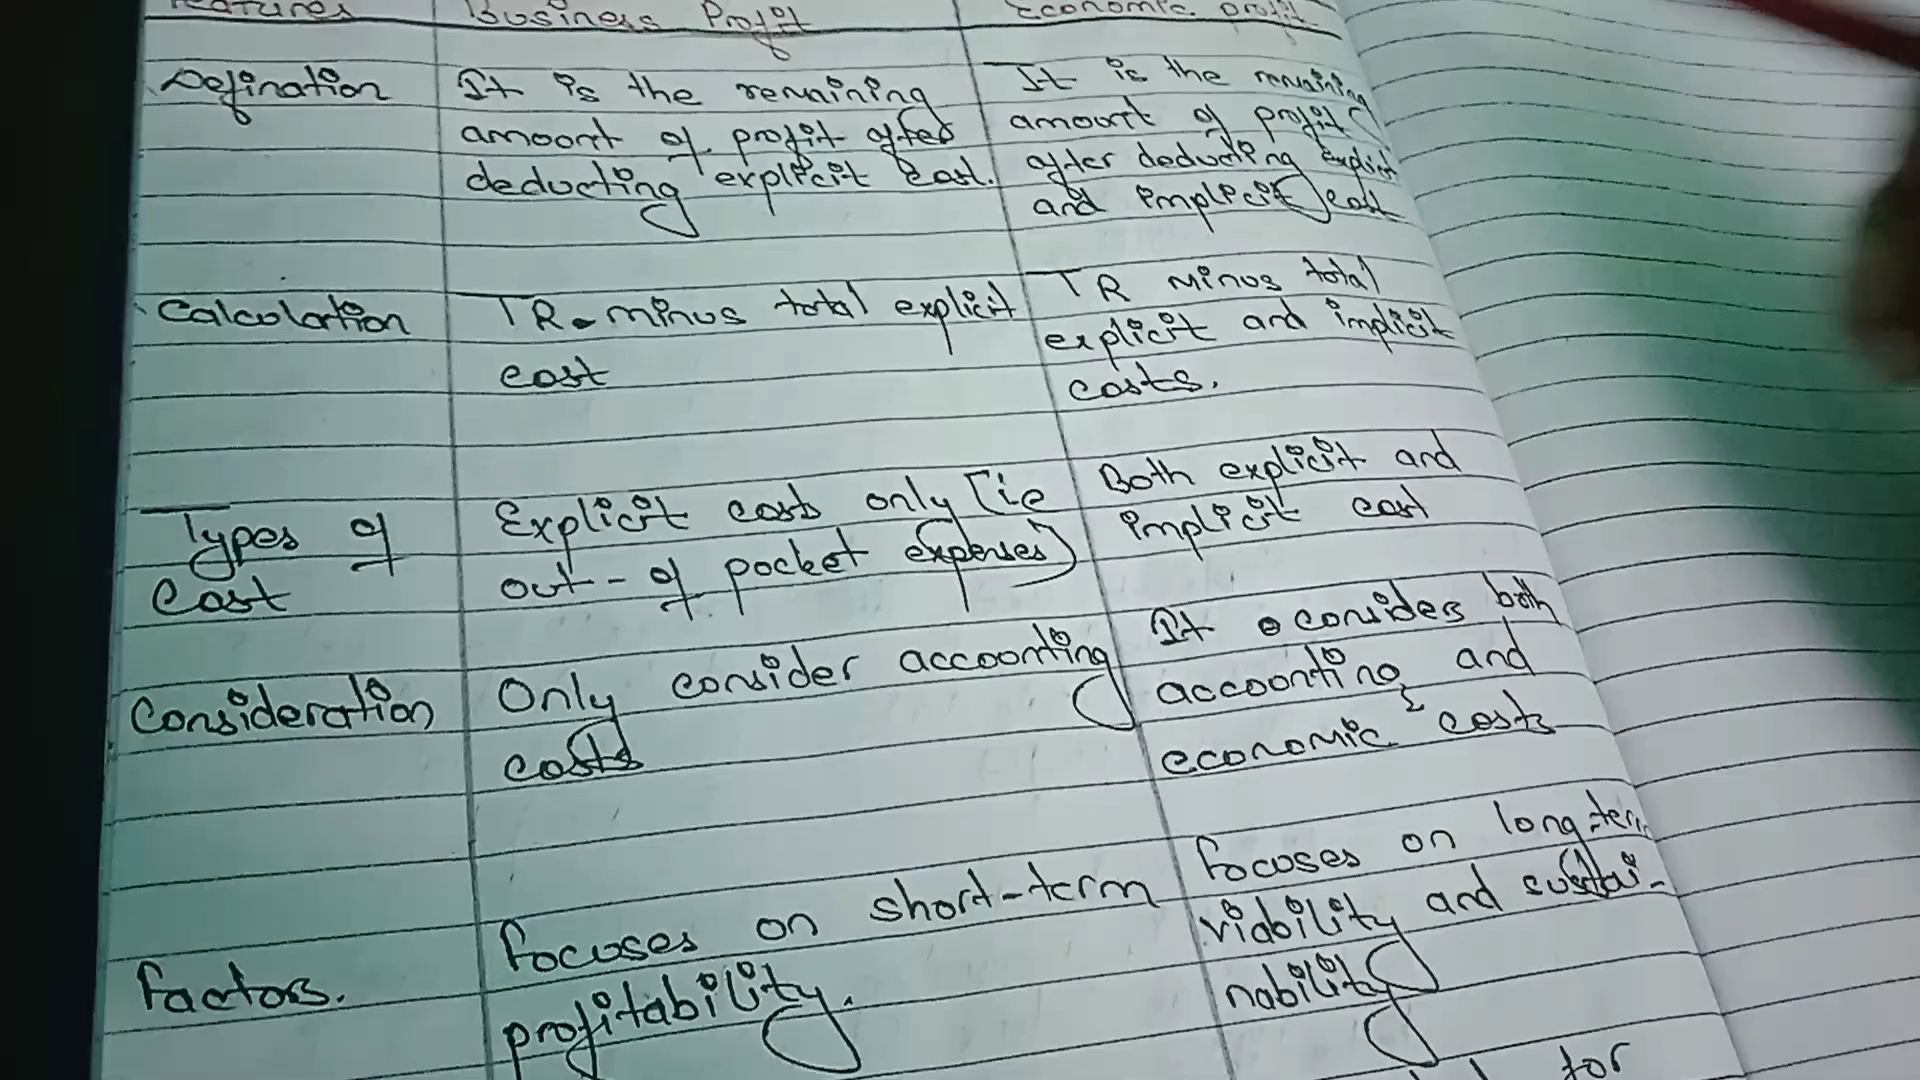 Features Business Profit Economic profit
Defination It is the remaining It is the remaining
amount of profit after amount of profit
deducting explicit cost. after deducting explicit
and implicit cost
Calculation TR minus total explicit TR minus total
cost explicit and implicit
costs.
Types of Explicit costs only [ie Both explicit and
Cost out-of pocket expenses) implicit cost
Consideration Only consider accounting It considers both
costs accounting and
economic costs
factors. focuses on short-term focuses on long-term
profitability. viability and sustai-
nability
for